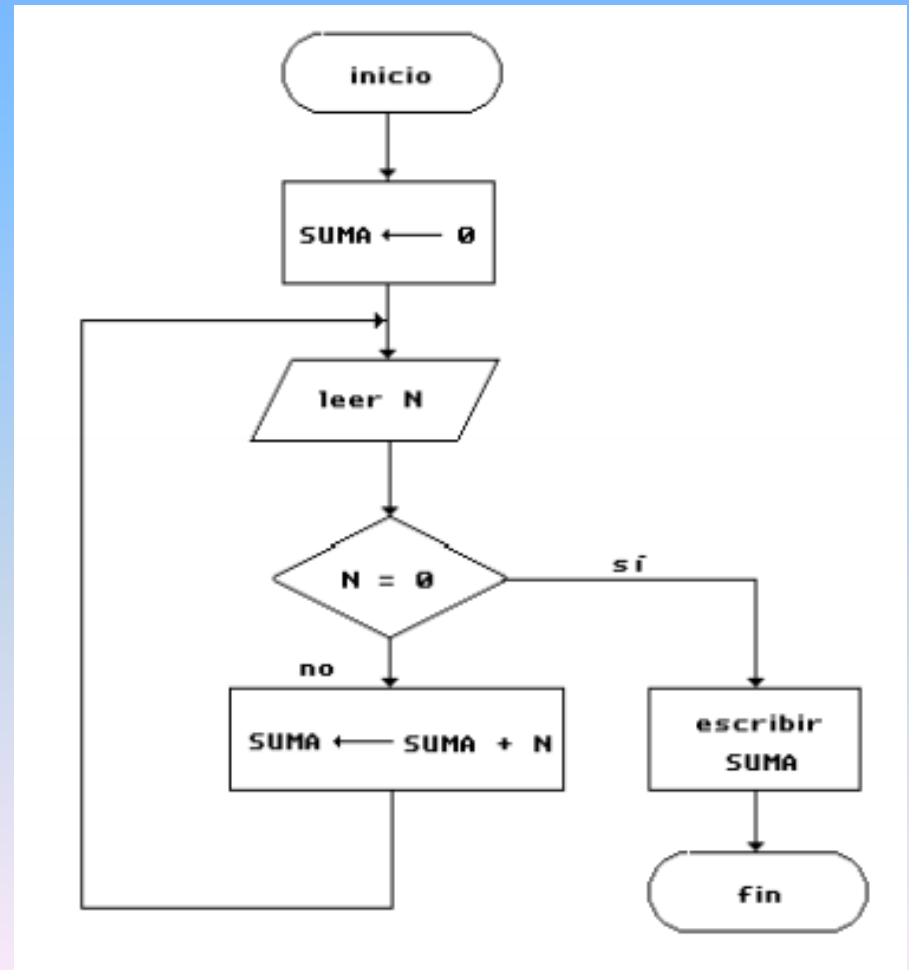 inicio
SUMA ← 0
leer N
N = 0
sí
no
SUMA ← SUMA + N
escribir
SUMA
fin